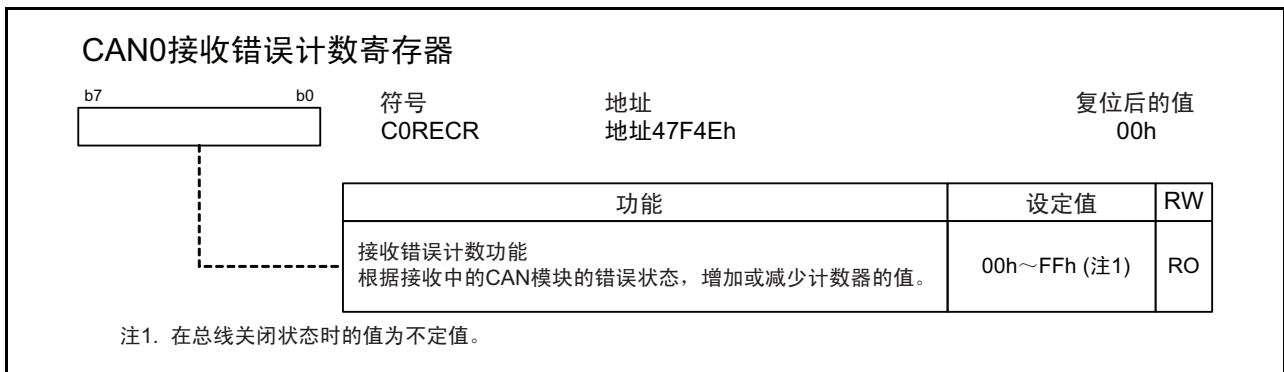 CAN0接收错误计数寄存器
b7 b0 符号 地址 复位后的值
C0RECR 地址47F4Eh 00h
功能 设定值 RW
接收错误计数功能
根据接收中的CAN模块的错误状态，增加或减少计数器的值。 00h～FFh (注1) RO
注1. 在总线关闭状态时的值为不定值。